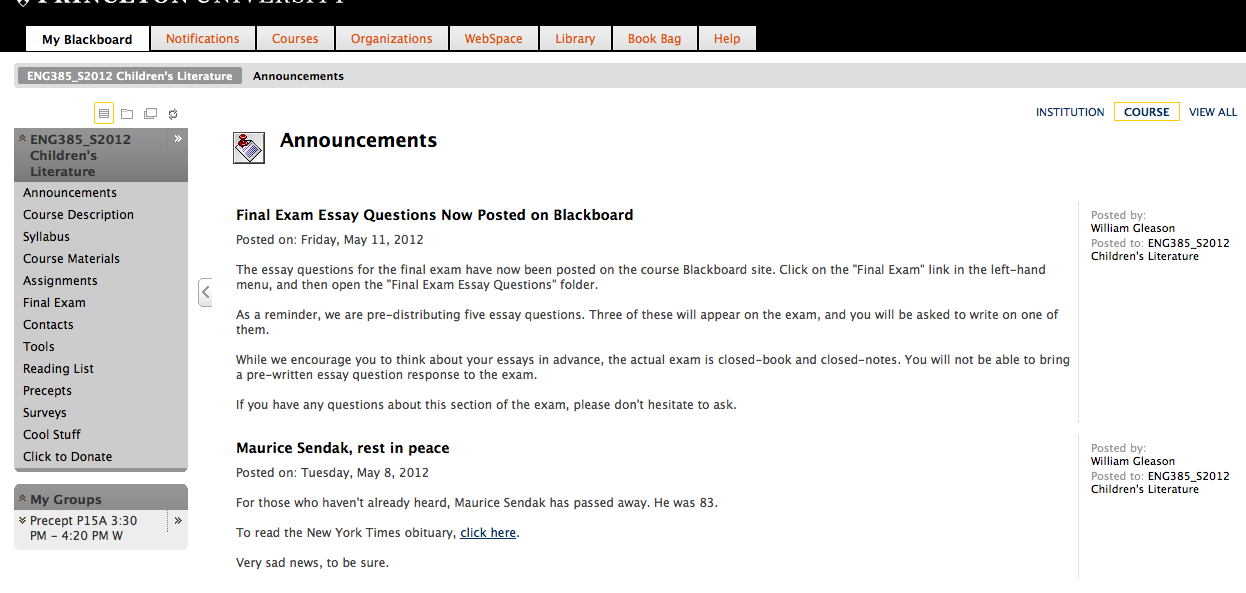 PRINCETON UNIVERSITY
My Blackboard Notifications Courses Organizations WebSpace Library Book Bag Help
ENG385_S2012 Children's Literature Announcements
INSTITUTION COURSE VIEW ALL
ENG385_S2012
Children's
Literature
Announcements
Course Description
Syllabus
Course Materials
Assignments
Final Exam
Contacts
Tools
Reading List
Precepts
Surveys
Cool Stuff
Click to Donate
My Groups
Precept P15A 3:30
PM - 4:20 PM W
Announcements
Final Exam Essay Questions Now Posted on Blackboard
Posted on: Friday, May 11, 2012
The essay questions for the final exam have now been posted on the course Blackboard site. Click on the "Final Exam" link in the left-hand
menu, and then open the "Final Exam Essay Questions" folder.
As a reminder, we are pre-distributing five essay questions. Three of these will appear on the exam, and you will be asked to write on one of
them.
While we encourage you to think about your essays in advance, the actual exam is closed-book and closed-notes. You will not be able to bring
a pre-written essay question response to the exam.
If you have any questions about this section of the exam, please don't hesitate to ask.
Posted by:
William Gleason
Posted to: ENG385_S2012
Children's Literature
Maurice Sendak, rest in peace
Posted on: Tuesday, May 8, 2012
For those who haven't already heard, Maurice Sendak has passed away. He was 83.
To read the New York Times obituary, click here.
Very sad news, to be sure.
Posted by:
William Gleason
Posted to: ENG385_S2012
Children's Literature